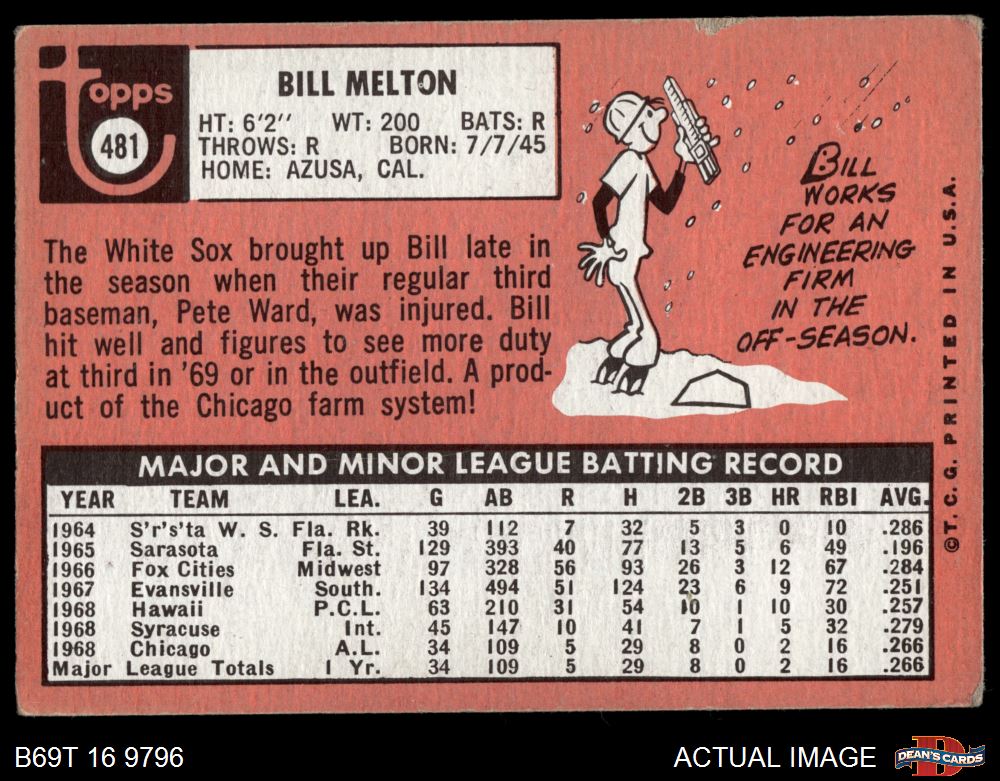 topps
481
BILL MELTON
HT: 6'2'' WT: 200 BATS: R
THROWS: R BORN: 7/7/45
HOME: AZUSA, CAL.
The White Sox brought up Bill late in
the season when their regular third
baseman, Pete Ward, was injured. Bill
hit well and figures to see more duty
at third in '69 or in the outfield. A prod-
uct of the Chicago farm system!
BILL
WORKS
FOR AN
ENGINEERING
FIRM
IN THE
OFF-SEASON.
©T. C. G. PRINTED IN U.S.A.
MAJOR AND MINOR LEAGUE BATTING RECORD
YEAR TEAM LEA. G AB R H 2B 3B HR RBI AVG.
1964 S'r's'ta W. S. Fla. Rk. 39 112 7 32 5 3 0 10 .286
1965 Sarasota Fla. St. 129 393 40 77 13 5 6 49 .196
1966 Fox Cities Midwest 97 328 56 93 26 3 12 67 .284
1967 Evansville South. 134 494 51 124 23 6 9 72 .251
1968 Hawaii P.C.L. 63 210 31 54 10 1 10 30 .257
1968 Syracuse Int. 45 147 10 41 7 1 5 32 .279
1968 Chicago A.L. 34 109 5 29 8 0 2 16 .266
Major League Totals 1 Yr. 34 109 5 29 8 0 2 16 .266
B69T 16 9796
ACTUAL IMAGE
DEAN'S CARDS